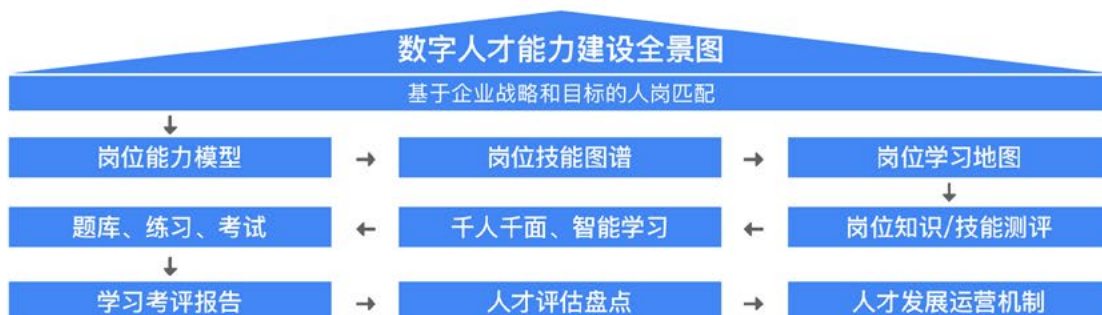 数字人才能力建设全景图
基于企业战略和目标的人岗匹配
岗位能力模型
岗位技能图谱
岗位学习地图
题库、练习、考试
千人千面、智能学习
岗位知识/技能测评
学习考评报告
人才评估盘点
人才发展运营机制